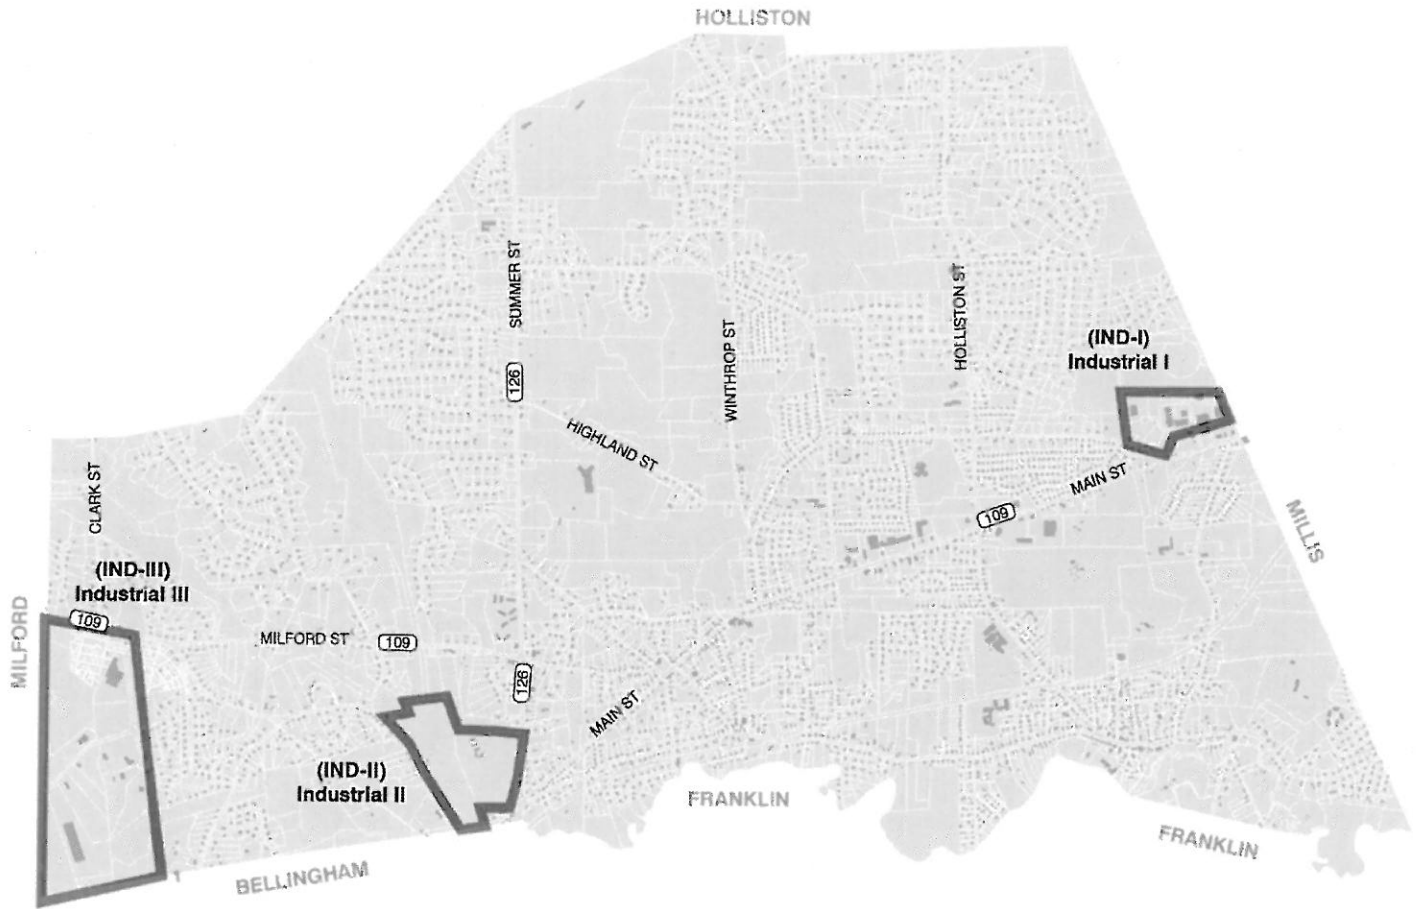 HOLLISTON
SUMMER ST
126
HIGHLAND ST
WINTHROP ST
HOLLISTON ST
(IND-I)
Industrial I
MAIN ST
109
MILLIS
CLARK ST
(IND-III)
Industrial III
109
MILFORD
MILFORD ST
109
126
MAIN ST
(IND-II)
Industrial II
FRANKLIN
FRANKLIN
BELLINGHAM